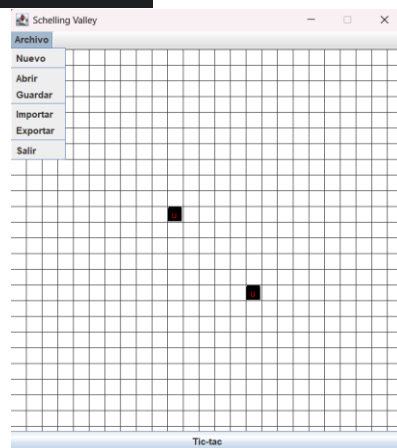 Schelling Valley
Archivo
Nuevo
Abrir
Guardar
Importar
Exportar
Salir
U
U
Tic-tac